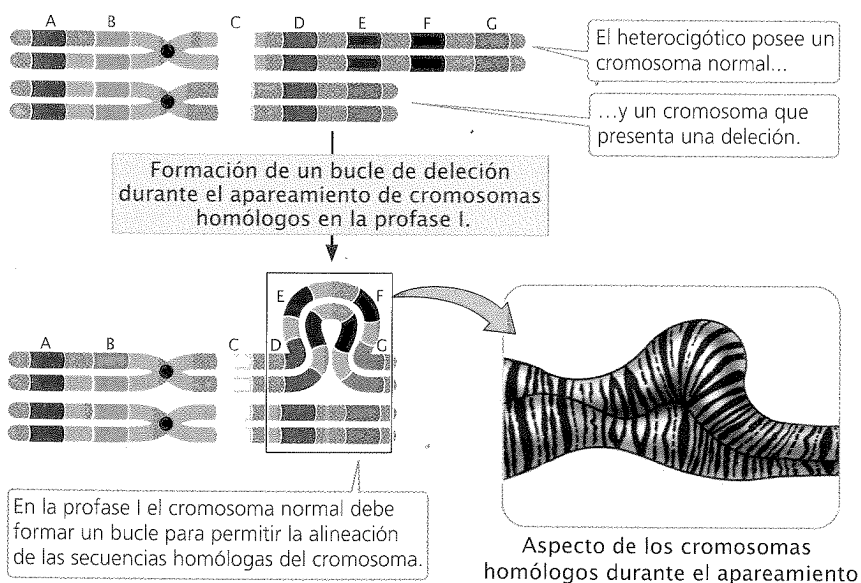 A B C D E F G
El heterocigótico posee un
cromosoma normal...
...y un cromosoma que
presenta una deleción.
Formación de un bucle de deleción
durante el apareamiento de cromosomas
homólogos en la profase I.
E F
A B C D G
En la profase I el cromosoma normal debe
formar un bucle para permitir la alineación
de las secuencias homólogas del cromosoma.
Aspecto de los cromosomas
homólogos durante el apareamiento